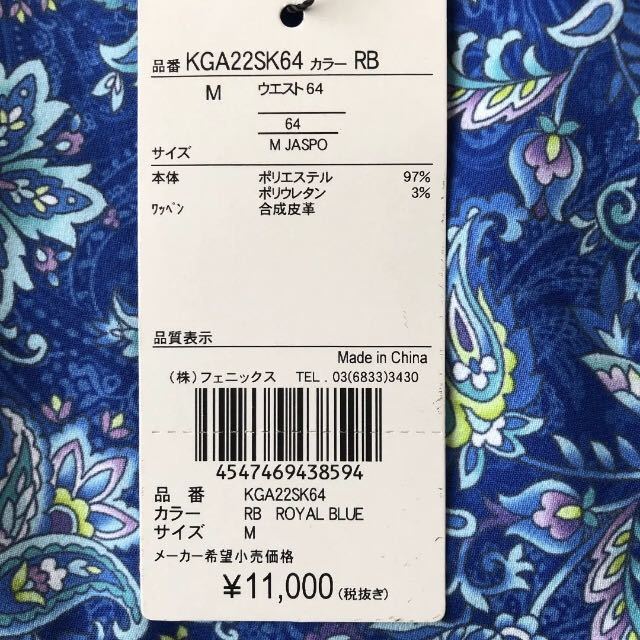 品番 KGA22SK64 カラー RB
M ウエスト64
64
サイズ M JASPO
本体 ポリエステル 97%
ポリウレタン 3%
ワッペン 合成皮革
品質表示
Made in China
(株)フェニックス TEL . 03(6833)3430
4547469438594
品 番 KGA22SK64
カラー RB ROYAL BLUE
サイズ M
メーカー希望小売価格
¥11,000(税抜き)